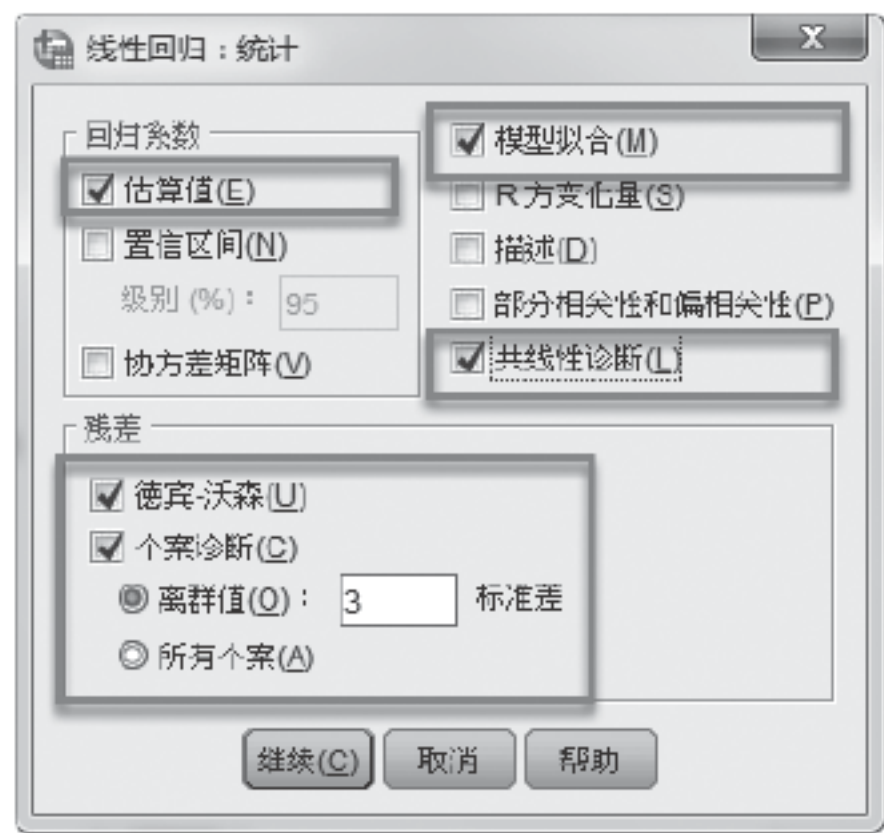 线性回归：统计
X
回归系数
估算值(E)
置信区间(N)
级别 (%)： 95
协方差矩阵(V)
模型拟合(M)
R 方变化量(S)
描述(D)
部分相关性和偏相关性(P)
共线性诊断(L)
残差
德宾-沃森(U)
个案诊断(C)
离群值(O)： 3 标准差
所有个案(A)
继续(C) 取消 帮助